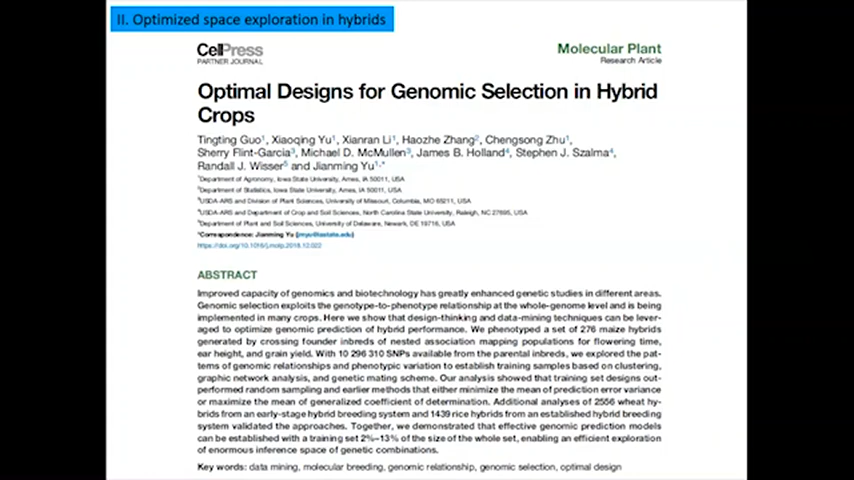 II. Optimized space exploration in hybrids
CellPress
PARTNER JOURNAL
Molecular Plant
Research Article
Optimal Designs for Genomic Selection in Hybrid
Crops
Tingting Guo¹, Xiaoqing Yu¹, Xianran Li¹, Haozhe Zhang², Chengsong Zhu¹,
Sherry Flint-Garcia³, Michael D. McMullen³, James B. Holland⁴, Stephen J. Szalma⁴,
Randall J. Wisser⁵ and Jianming Yu¹,*
¹Department of Agronomy, Iowa State University, Ames, IA 50011, USA
²Department of Statistics, Iowa State University, Ames, IA 50011, USA
³USDA-ARS and Division of Plant Sciences, University of Missouri, Columbia, MO 65211, USA
⁴USDA-ARS and Department of Crop and Soil Sciences, North Carolina State University, Raleigh, NC 27695, USA
⁵Department of Plant and Soil Sciences, University of Delaware, Newark, DE 19716, USA
*Correspondence: Jianming Yu (jmyu@iastate.edu)
https://doi.org/10.1016/j.molp.2018.12.022
ABSTRACT
Improved capacity of genomics and biotechnology has greatly enhanced genetic studies in different areas.
Genomic selection exploits the genotype-to-phenotype relationship at the whole-genome level and is being
implemented in many crops. Here we show that design-thinking and data-mining techniques can be lever-
aged to optimize genomic prediction of hybrid performance. We phenotyped a set of 276 maize hybrids
generated by crossing founder inbreds of nested association mapping populations for flowering time,
ear height, and grain yield. With 10 296 310 SNPs available from the parental inbreds, we explored the pat-
terns of genomic relationships and phenotypic variation to establish training samples based on clustering,
graphic network analysis, and genetic mating scheme. Our analysis showed that training set designs out-
performed random sampling and earlier methods that either minimize the mean of prediction error variance
or maximize the mean of generalized coefficient of determination. Additional analyses of 2556 wheat hy-
brids from an early-stage hybrid breeding system and 1439 rice hybrids from an established hybrid breeding
system validated the approaches. Together, we demonstrated that effective genomic prediction models
can be established with a training set 2%–13% of the size of the whole set, enabling an efficient exploration
of enormous inference space of genetic combinations.
Key words: data mining, molecular breeding, genomic relationship, genomic selection, optimal design